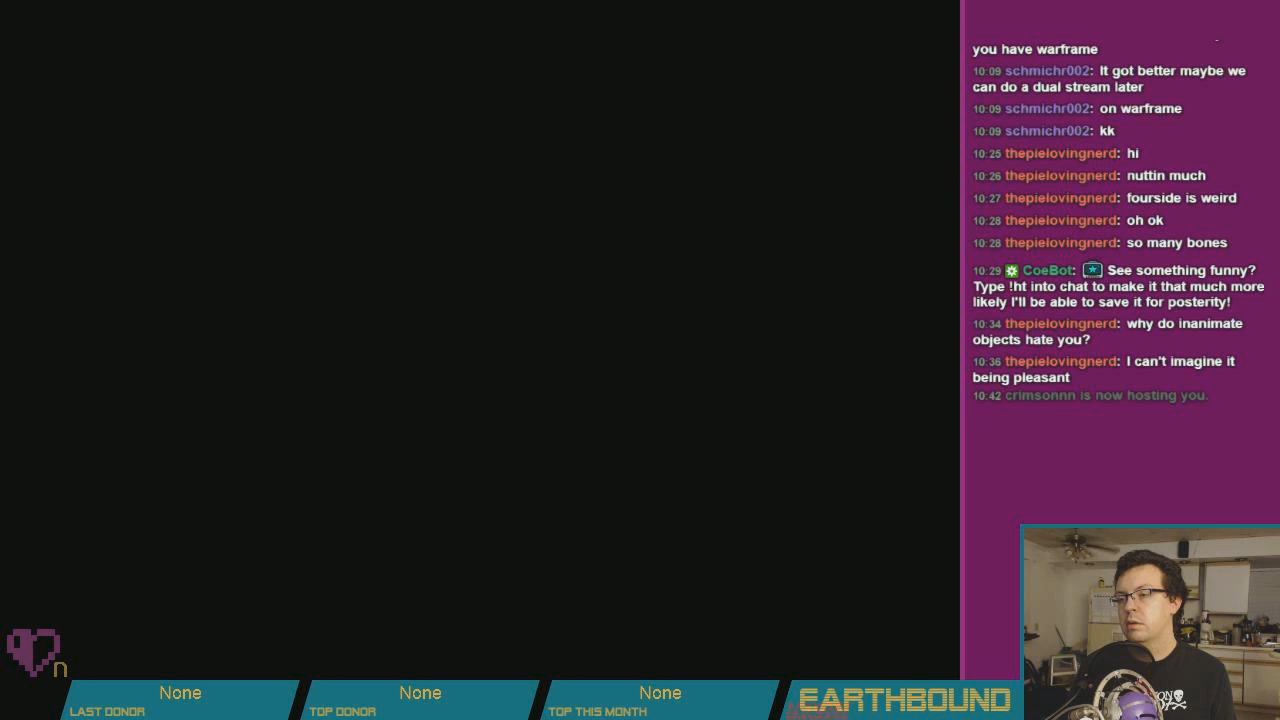 you have warframe
10:09 schmichr002: It got better maybe we
can do a dual stream later
10:09 schmichr002: on warframe
10:09 schmichr002: kk
10:25 thepielovingnerd: hi
10:26 thepielovingnerd: nuttin much
10:27 thepielovingnerd: fourside is weird
10:28 thepielovingnerd: oh ok
10:28 thepielovingnerd: so many bones
10:29 CoeBot: See something funny?
Type !ht into chat to make it that much more
likely I'll be able to save it for posterity!
10:34 thepielovingnerd: why do inanimate
objects hate you?
10:36 thepielovingnerd: I can't imagine it
being pleasant
10:42 crimsonnn is now hosting you.
n
None
LAST DONOR
None
TOP DONOR
None
TOP THIS MONTH
EARTHBOUND